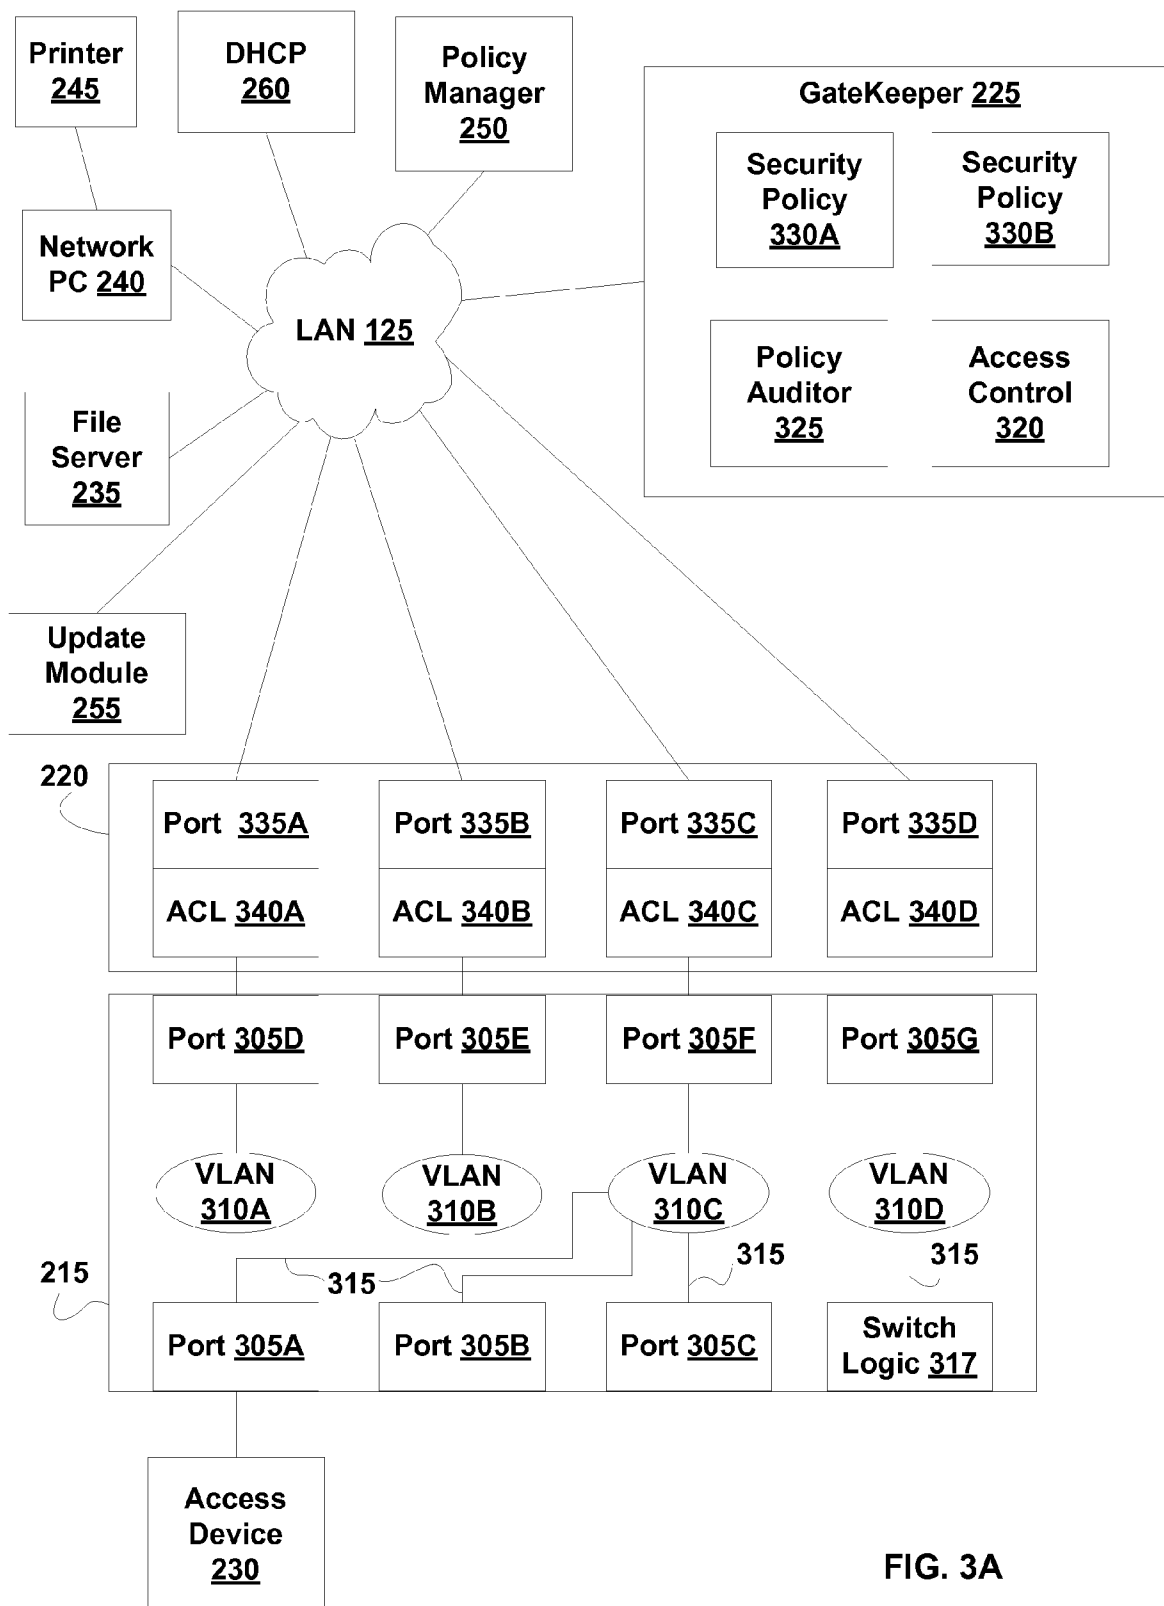 Printer
245
DHCP
260
Policy
Manager
250
GateKeeper 225
Security
Policy
330A
Security
Policy
330B
Network
PC 240
LAN 125
Policy
Auditor
325
Access
Control
320
File
Server
235
Update
Module
255
220
Port 335A
Port 335B
Port 335C
Port 335D
ACL 340A
ACL 340B
ACL 340C
ACL 340D
Port 305D
Port 305E
Port 305F
Port 305G
VLAN
310A
VLAN
310B
VLAN
310C
VLAN
310D
215
315
315
315
Port 305A
Port 305B
Port 305C
Switch
Logic 317
Access
Device
230
FIG. 3A